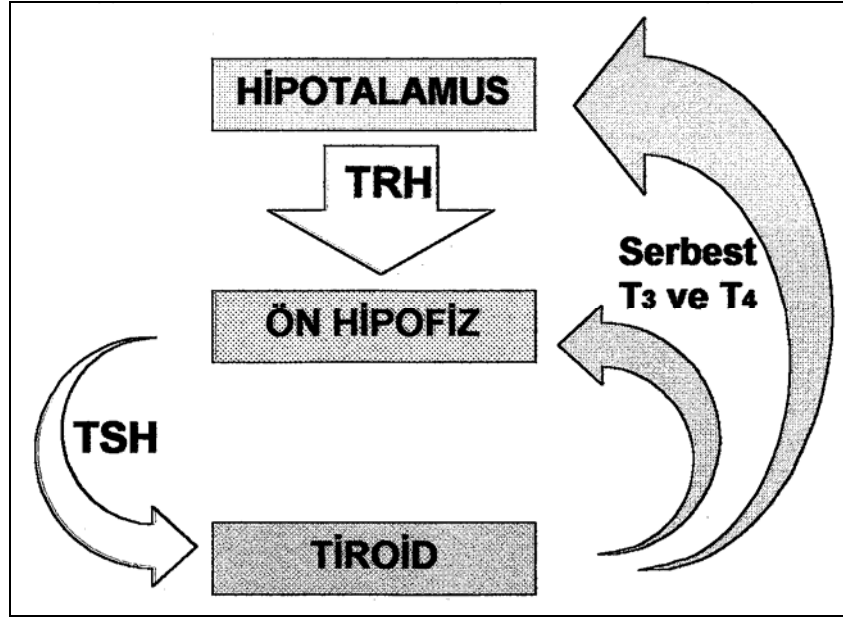 HİPOTALAMUS
TRH
Serbest
T3 ve T4
ÖN HİPOFİZ
TSH
TİROİD